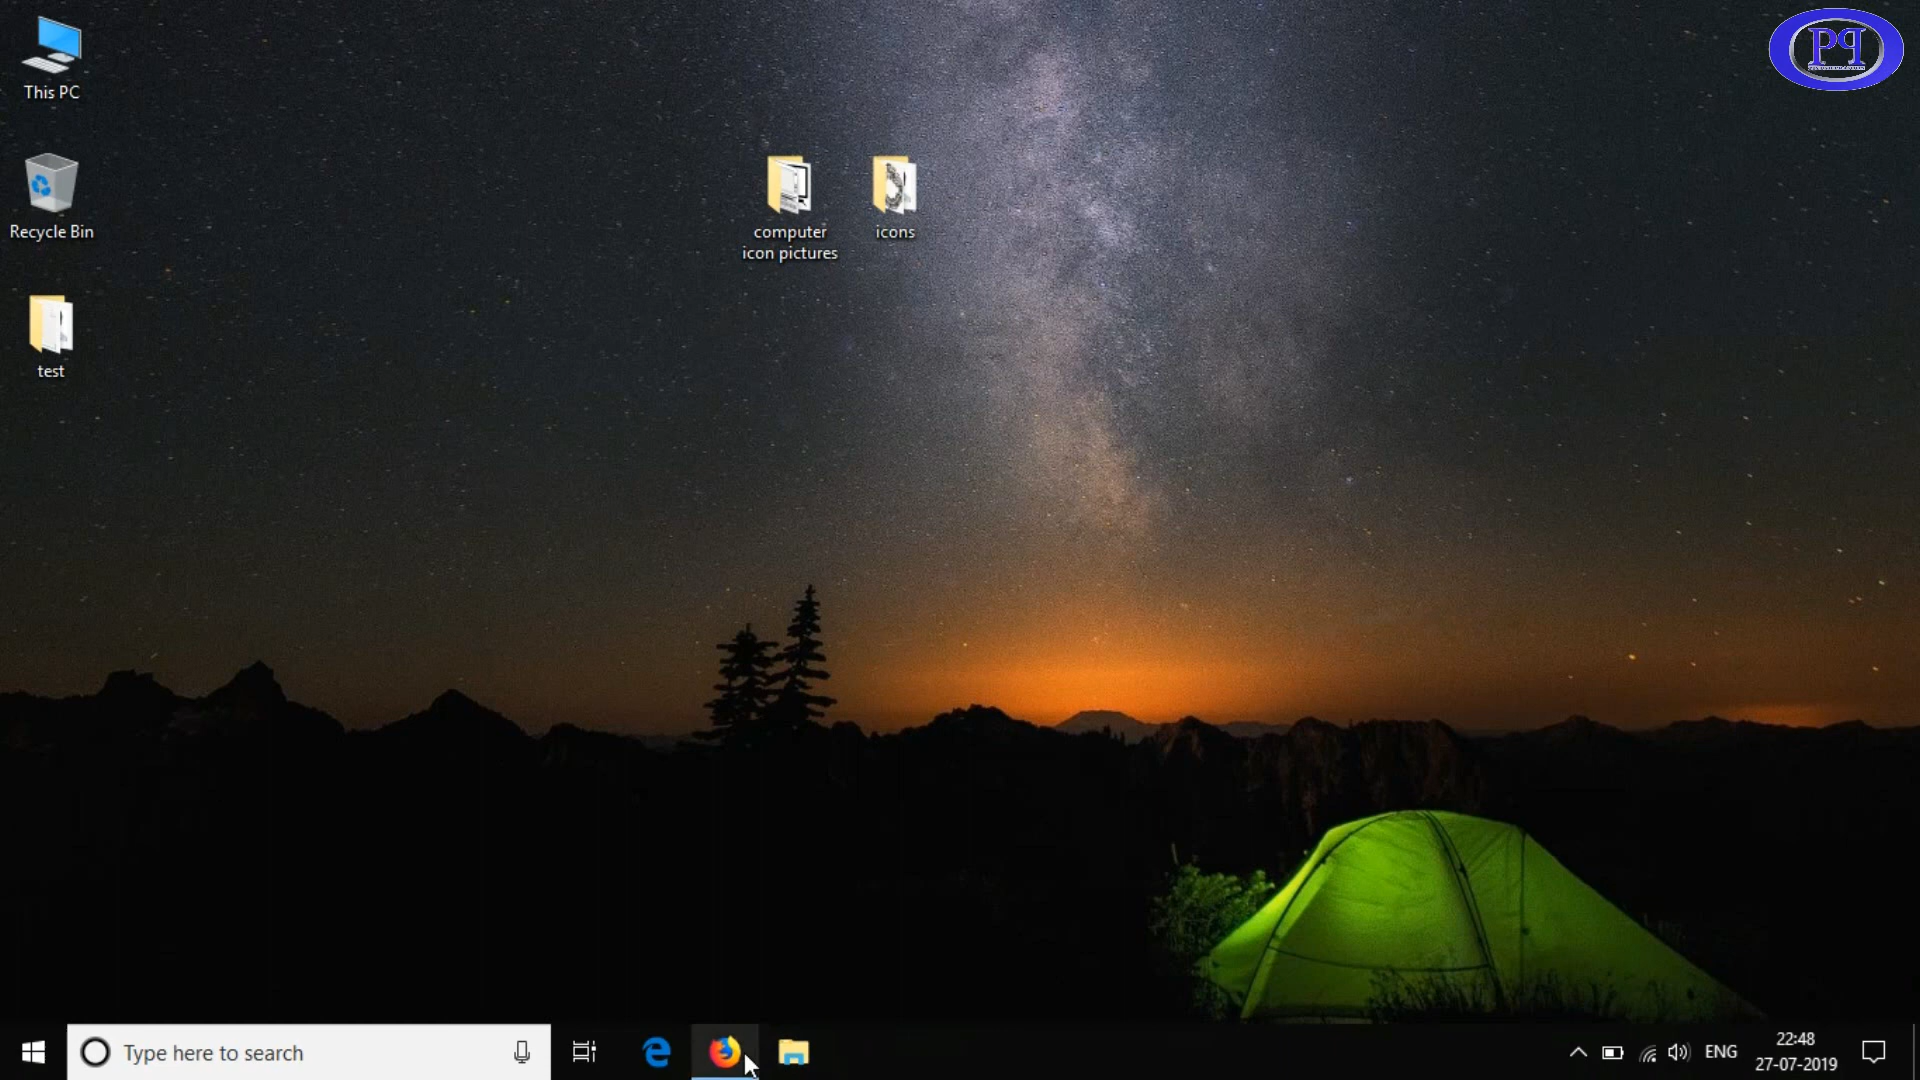 This PC
Recycle Bin
test
computer
icon pictures
icons
PP
Type here to search
ENG
22:48
27-07-2019